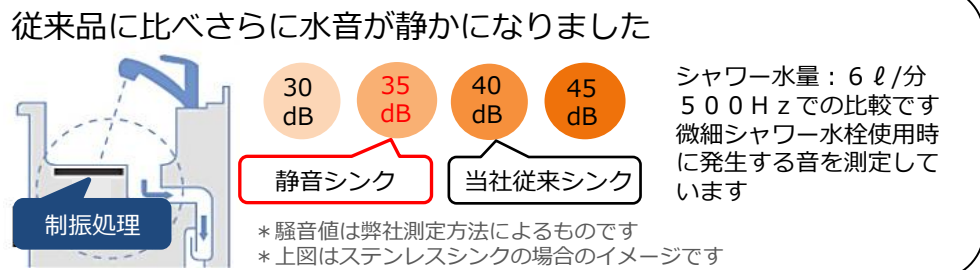 従来品に比べさらに水音が静かになりました
30
dB
35
dB
40
dB
45
dB
静音シンク
当社従来シンク
制振処理
シャワー水量：６ℓ/分
５００Ｈｚでの比較です
微細シャワー水栓使用時
に発生する音を測定して
います
＊騒音値は弊社測定方法によるものです
＊上図はステンレスシンクの場合のイメージです